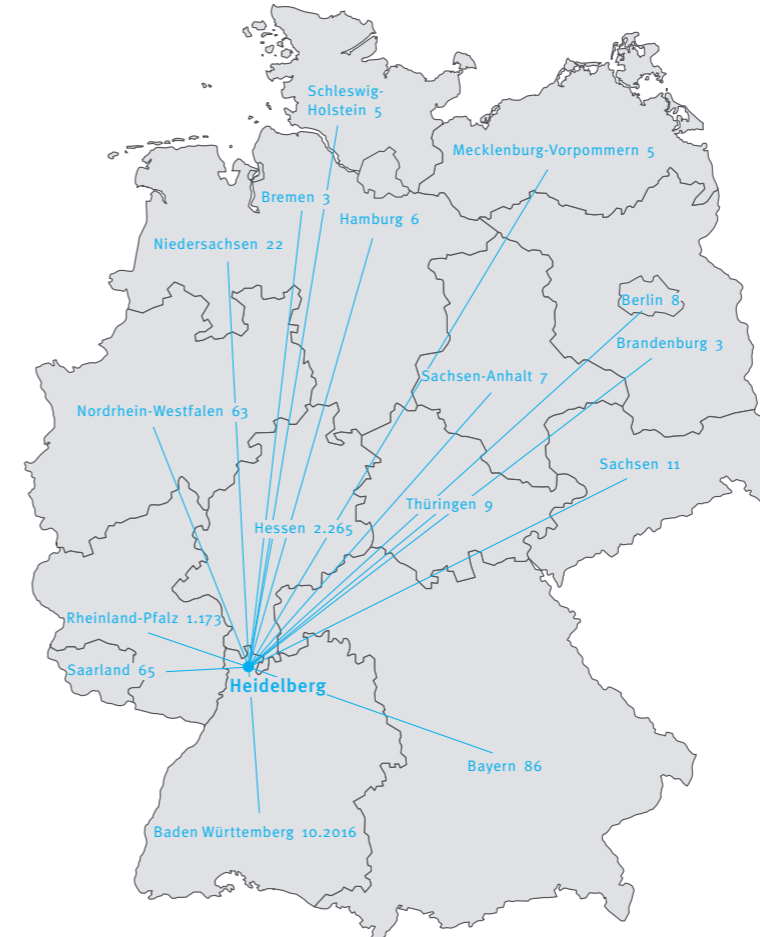 Schleswig-
Holstein 5
Mecklenburg-Vorpommern 5
Bremen 3
Hamburg 6
Niedersachsen 22
Berlin 8
Brandenburg 3
Sachsen-Anhalt 7
Nordrhein-Westfalen 63
Sachsen 11
Thüringen 9
Hessen 2.265
Rheinland-Pfalz 1.173
Saarland 65
Heidelberg
Bayern 86
Baden Württemberg 10.2016